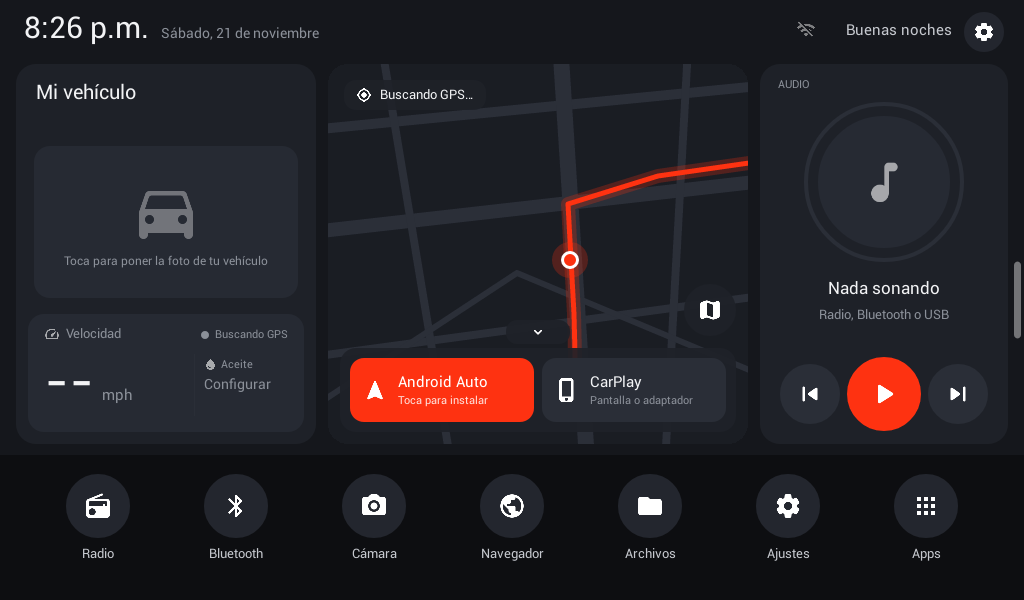 8:26 p.m. Sábado, 21 de noviembre
Buenas noches
Mi vehículo
Toca para poner la foto de tu vehículo
Velocidad
Buscando GPS
-- mph
Aceite
Configurar
Buscando GPS…
Android Auto
Toca para instalar
CarPlay
Pantalla o adaptador
AUDIO
Nada sonando
Radio, Bluetooth o USB
Radio
Bluetooth
Cámara
Navegador
Archivos
Ajustes
Apps